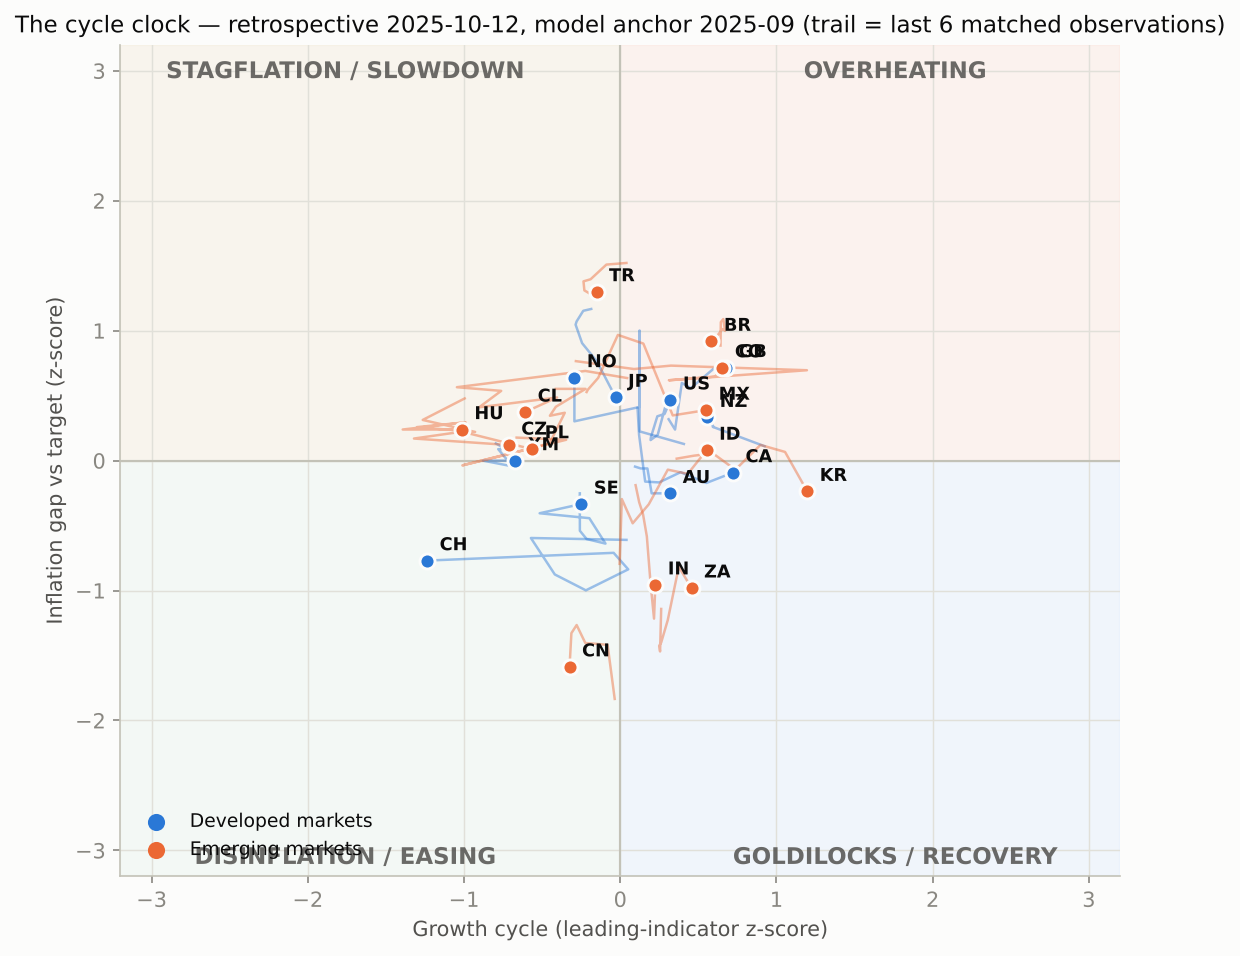 The cycle clock — retrospective 2025-10-12, model anchor 2025-09 (trail = last 6 matched observations)
STAGFLATION / SLOWDOWN
OVERHEATING
3
2
1
0
−1
−2
−3
Inflation gap vs target (z-score)
TR
BR
GB
NO
JP
US
MX
NZ
CL
HU
CZ
PL
ID
CA
KR
AU
SE
CH
IN
ZA
CN
Developed markets
Emerging markets
DISINFLATION / EASING
GOLDILOCKS / RECOVERY
−3
−2
−1
0
1
2
3
Growth cycle (leading-indicator z-score)